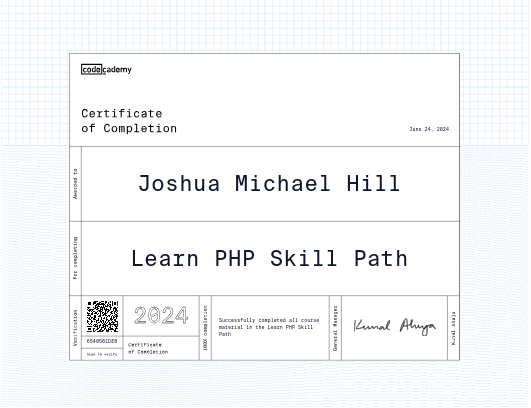 codecademy
Certificate
of Completion
June 24, 2024
Awarded to
Joshua Michael Hill
For completing
Learn PHP Skill Path
Verification
6540581DE8
Scan to verify
2024
Certificate
of Completion
100% completion
Successfully completed all course
material in the Learn PHP Skill
Path
General Manager
Kunal Ahuja
Kunal Ahuja